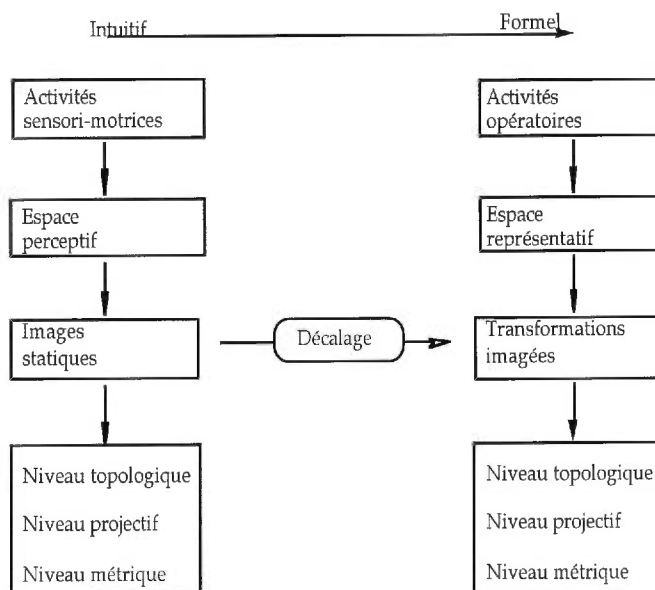 Intuitif
Formel
Activités
sensori-motrices
Activités
opératoires
Espace
perceptif
Espace
représentatif
Images
statiques
Décalage
Transformations
imagées
Niveau topologique
Niveau projectif
Niveau métrique
Niveau topologique
Niveau projectif
Niveau métrique